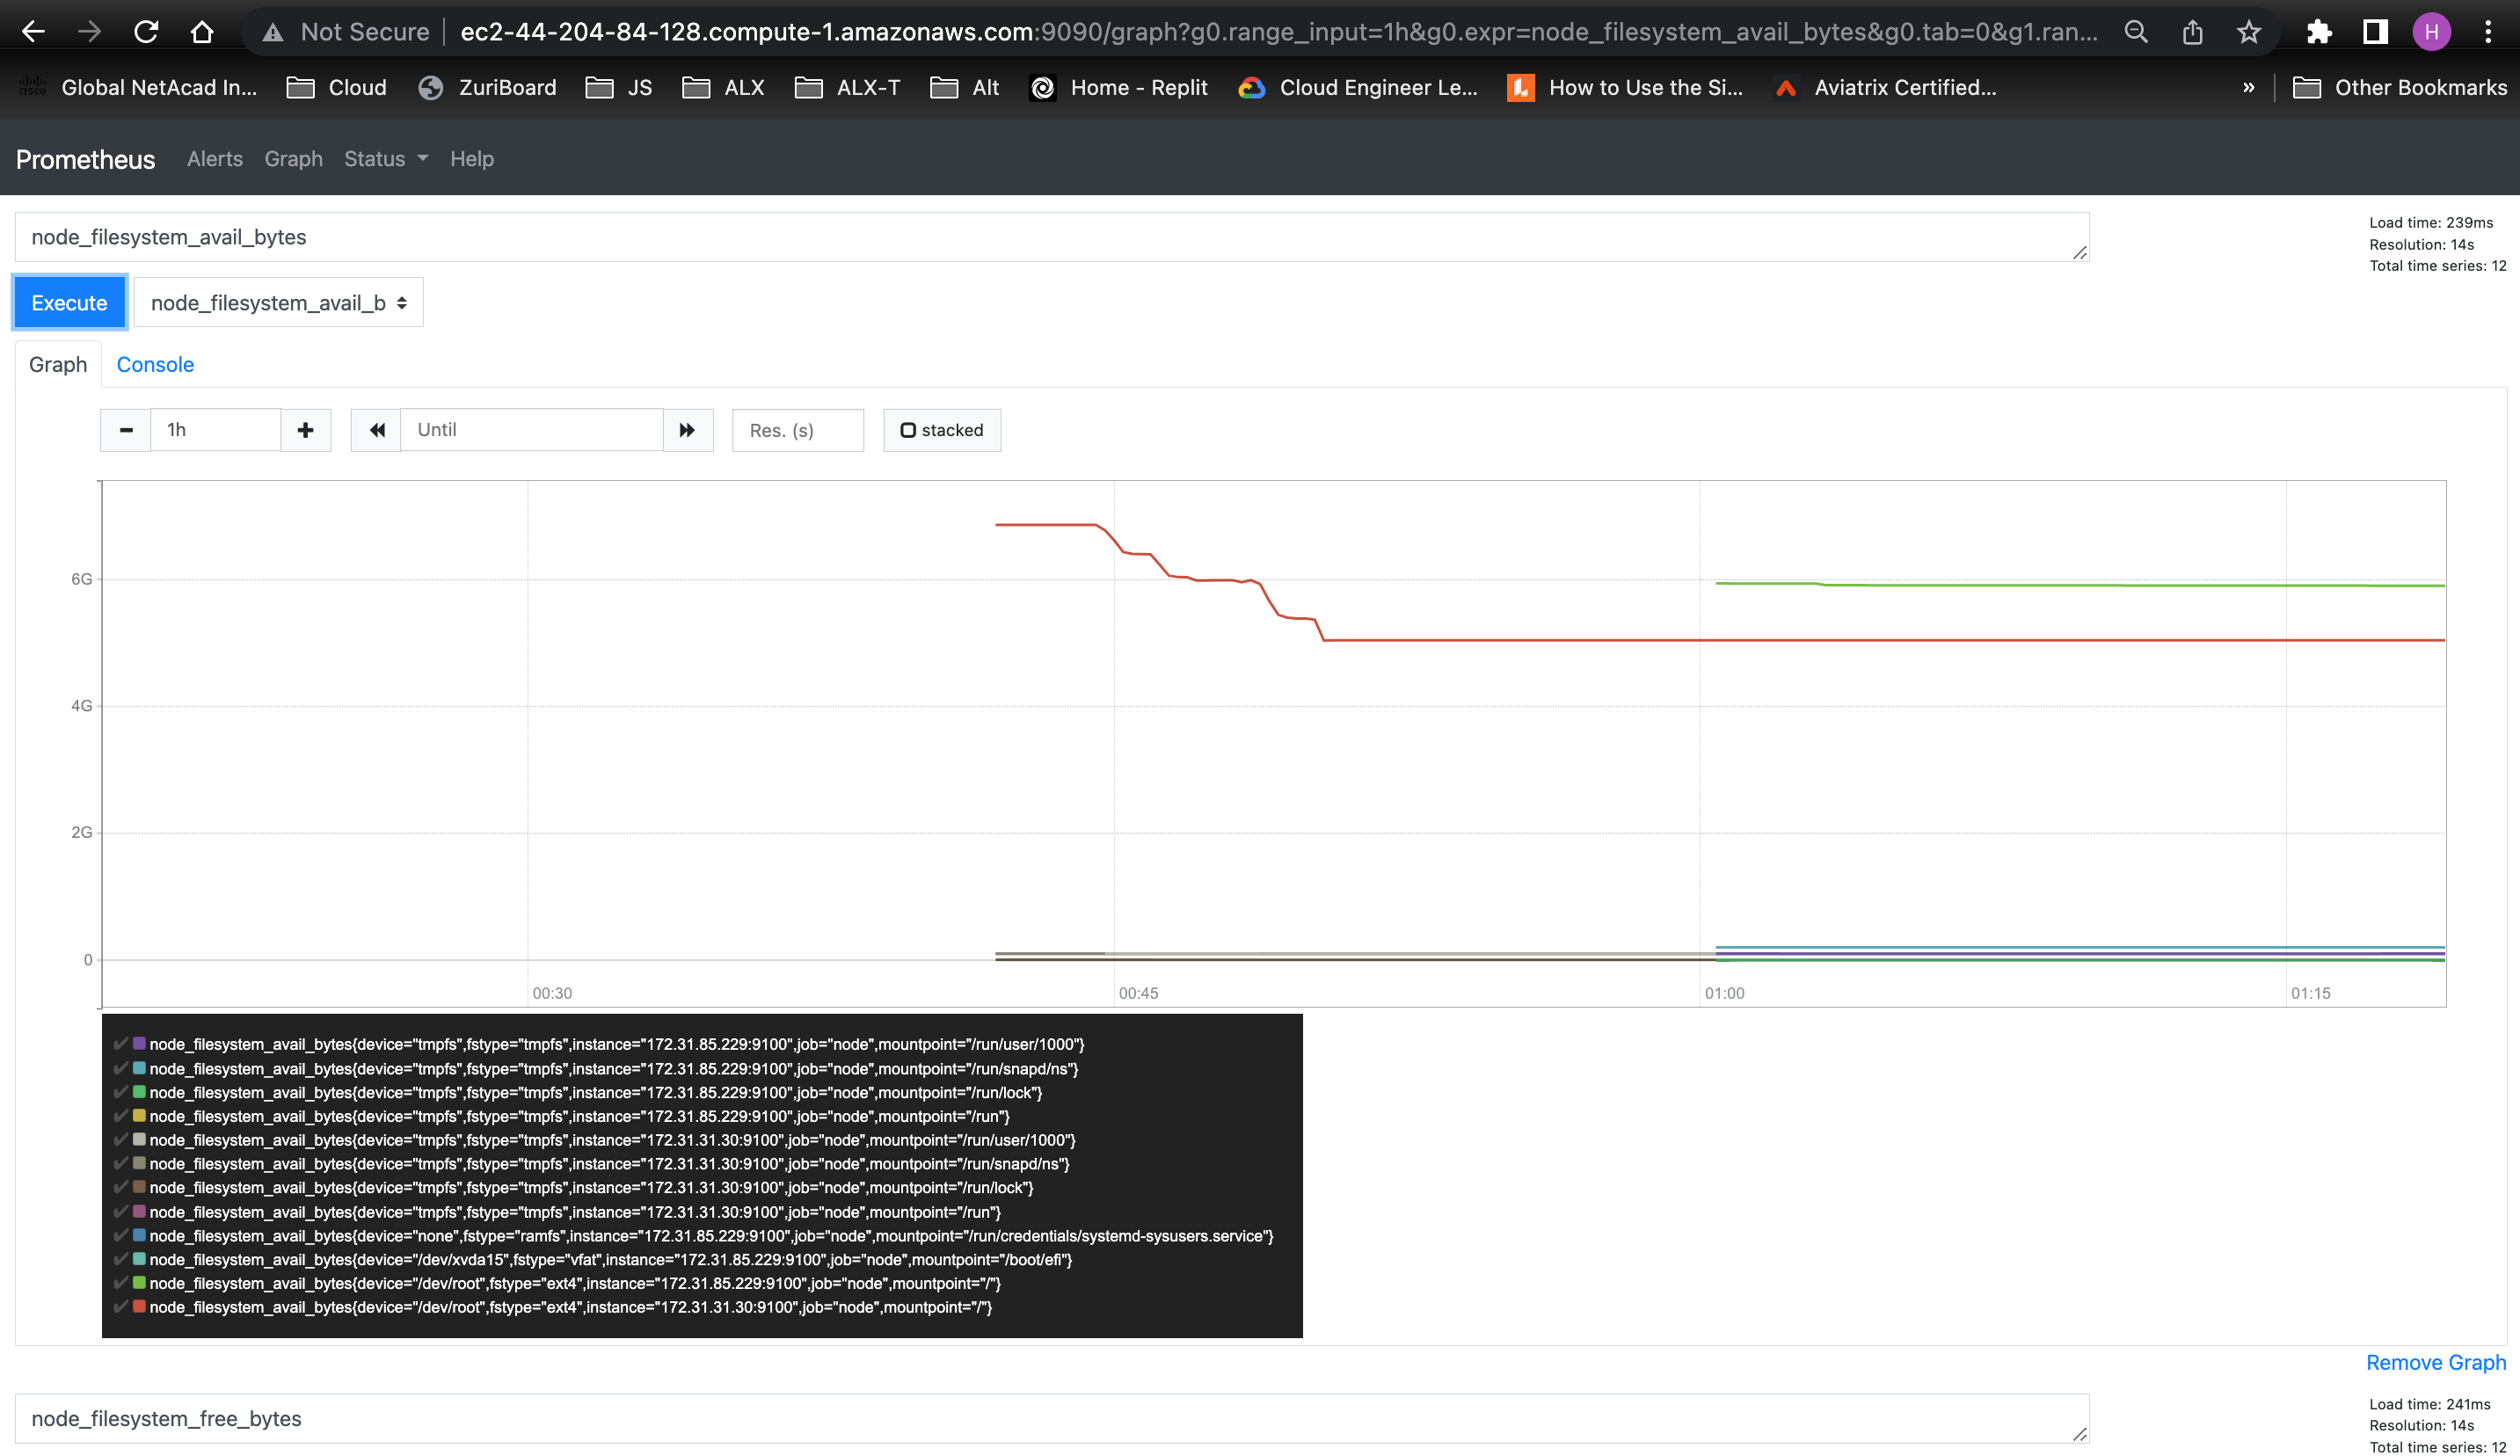 Not Secure ec2-44-204-84-128.compute-1.amazonaws.com:9090/graph?g0.range_input=1h&g0.expr=node_filesystem_avail_bytes&g0.tab=0&g1.ran... H
cisco Global NetAcad In... Cloud ZuriBoard JS ALX ALX-T Alt Home - Replit Cloud Engineer Le... How to Use the Si... Aviatrix Certified... » Other Bookmarks
Prometheus Alerts Graph Status Help
node_filesystem_avail_bytes
Load time: 239ms
Resolution: 14s
Total time series: 12
Execute node_filesystem_avail_b
Graph Console
1h Until Res. (s) stacked
6G
4G
2G
0
00:30 00:45 01:00 01:15
node_filesystem_avail_bytes{device="tmpfs",fstype="tmpfs",instance="172.31.85.229:9100",job="node",mountpoint="/run/user/1000"}
node_filesystem_avail_bytes{device="tmpfs",fstype="tmpfs",instance="172.31.85.229:9100",job="node",mountpoint="/run/snapd/ns"}
node_filesystem_avail_bytes{device="tmpfs",fstype="tmpfs",instance="172.31.85.229:9100",job="node",mountpoint="/run/lock"}
node_filesystem_avail_bytes{device="tmpfs",fstype="tmpfs",instance="172.31.85.229:9100",job="node",mountpoint="/run"}
node_filesystem_avail_bytes{device="tmpfs",fstype="tmpfs",instance="172.31.31.30:9100",job="node",mountpoint="/run/user/1000"}
node_filesystem_avail_bytes{device="tmpfs",fstype="tmpfs",instance="172.31.31.30:9100",job="node",mountpoint="/run/snapd/ns"}
node_filesystem_avail_bytes{device="tmpfs",fstype="tmpfs",instance="172.31.31.30:9100",job="node",mountpoint="/run/lock"}
node_filesystem_avail_bytes{device="tmpfs",fstype="tmpfs",instance="172.31.31.30:9100",job="node",mountpoint="/run"}
node_filesystem_avail_bytes{device="none",fstype="ramfs",instance="172.31.85.229:9100",job="node",mountpoint="/run/credentials/systemd-sysusers.service"}
node_filesystem_avail_bytes{device="/dev/xvda15",fstype="vfat",instance="172.31.85.229:9100",job="node",mountpoint="/boot/efi"}
node_filesystem_avail_bytes{device="/dev/root",fstype="ext4",instance="172.31.85.229:9100",job="node",mountpoint="/"}
node_filesystem_avail_bytes{device="/dev/root",fstype="ext4",instance="172.31.31.30:9100",job="node",mountpoint="/"}
Remove Graph
node_filesystem_free_bytes
Load time: 241ms
Resolution: 14s
Total time series: 12